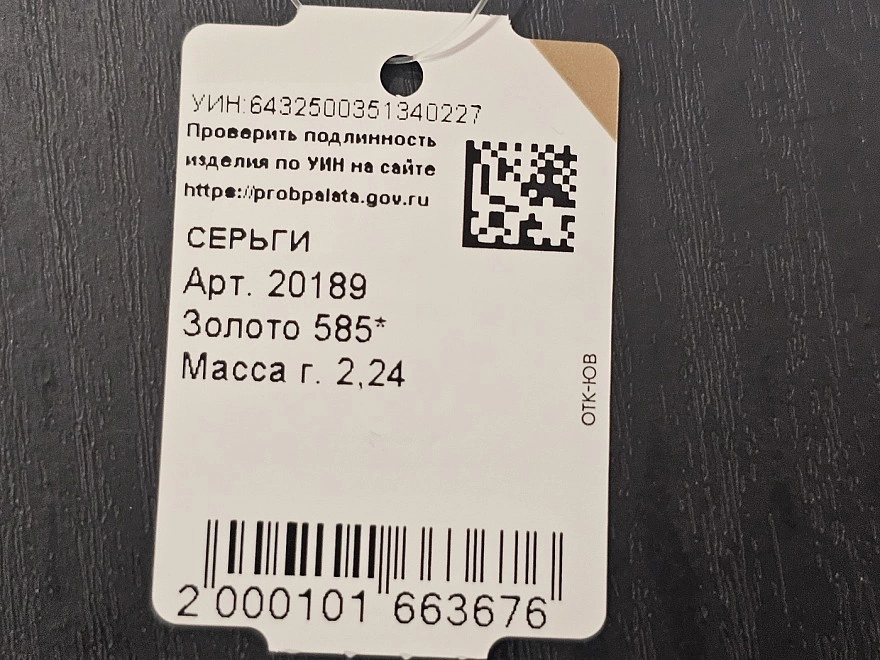 УИН:6432500351340227
Проверить подлинность
изделия по УИН на сайте
https://probpalata.gov.ru
СЕРЬГИ
Арт. 20189
Золото 585*
Масса г. 2,24
ОТК-ЮВ
2 000101 663676